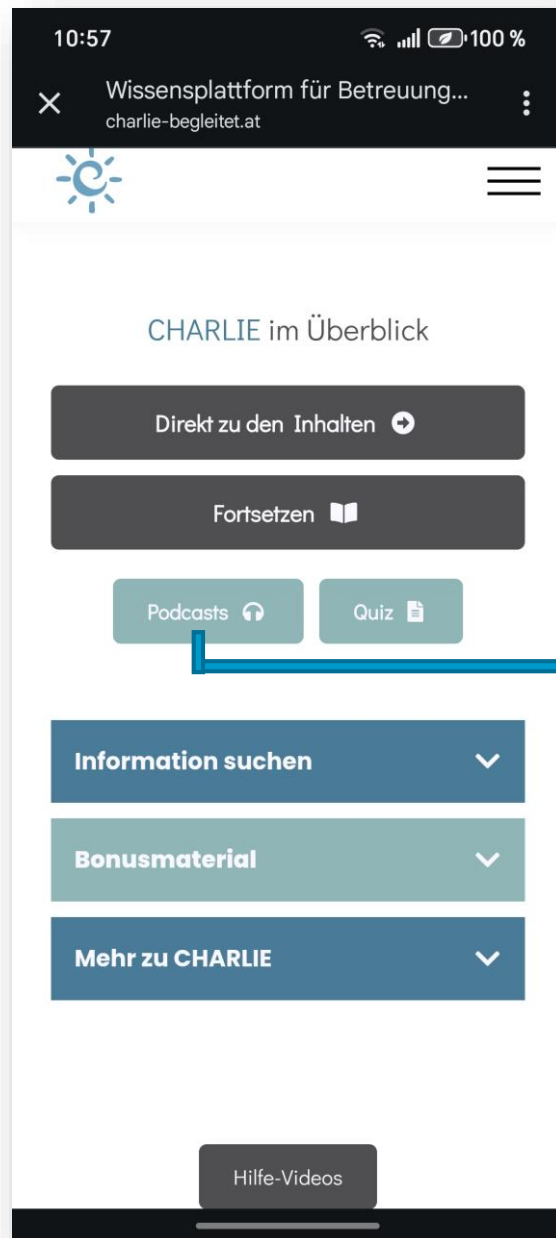 10:57 100 %
Wissensplattform für Betreuung...
charlie-begleitet.at
CHARLIE im Überblick
Direkt zu den Inhalten
Fortsetzen
Podcasts Quiz
Information suchen
Bonusmaterial
Mehr zu CHARLIE
Hilfe-Videos